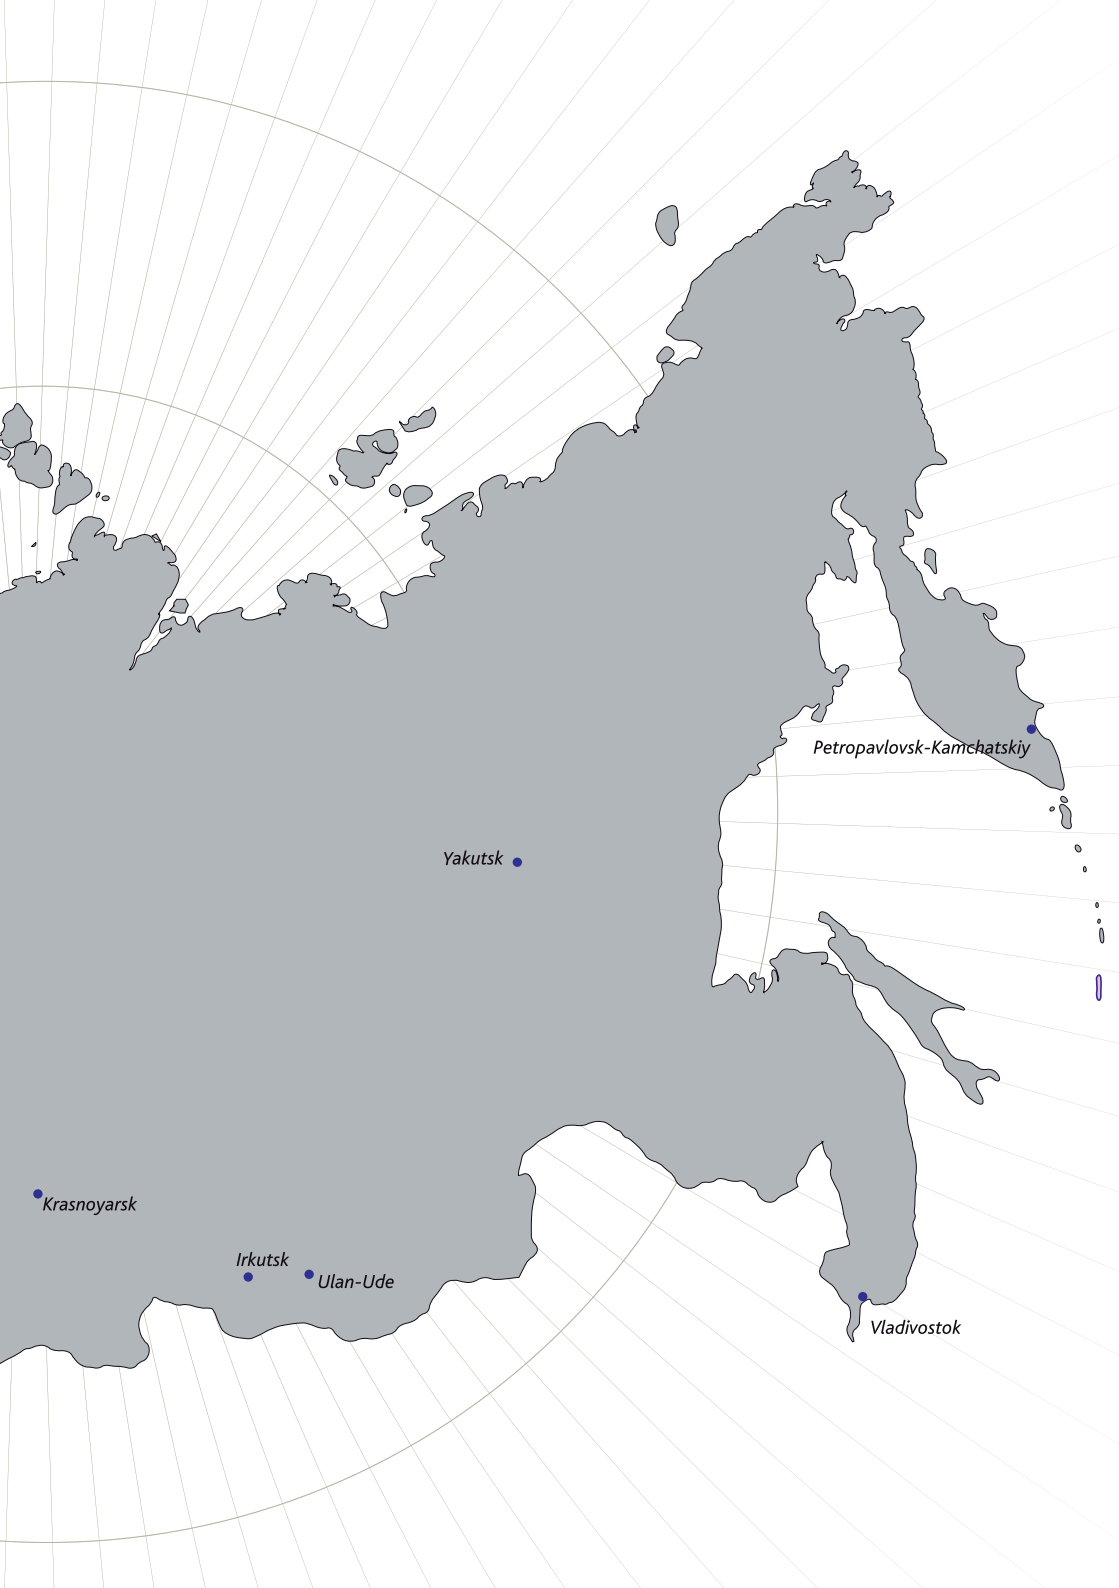 Petropavlovsk-Kamchatskiy
Yakutsk
Krasnoyarsk
Irkutsk
Ulan-Ude
Vladivostok